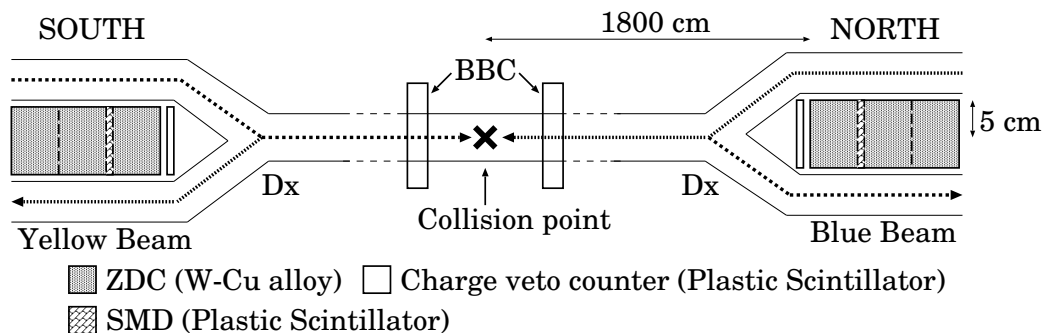 SOUTH
1800 cm
NORTH
BBC
5 cm
Dx
Dx
Collision point
Yellow Beam
Blue Beam
ZDC (W-Cu alloy)
Charge veto counter (Plastic Scintillator)
SMD (Plastic Scintillator)